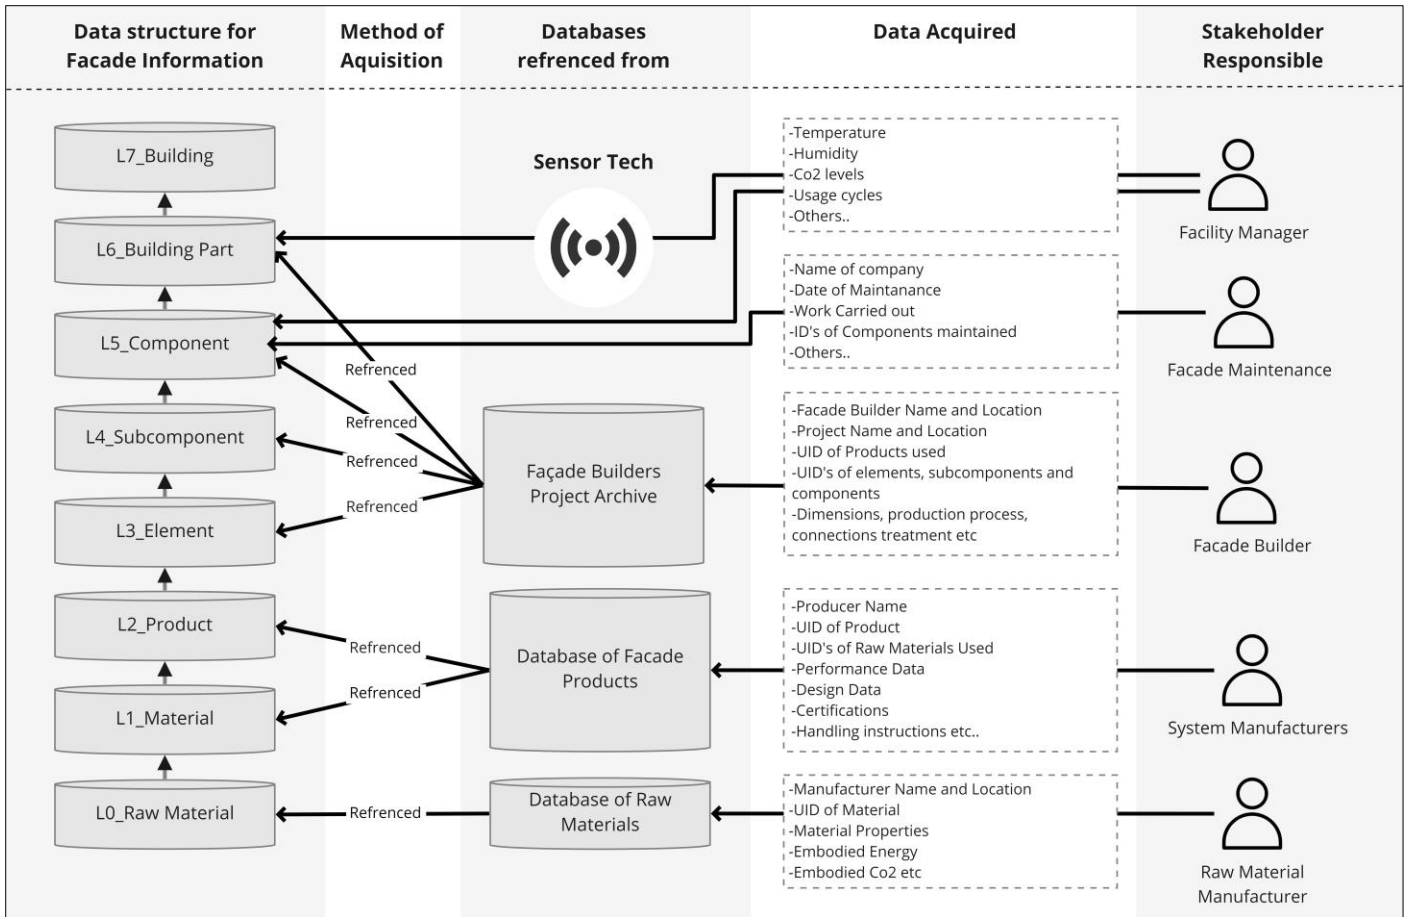 Data structure for
Facade Information
Method of
Aquisition
Databases
refrenced from
Data Acquired
Stakeholder
Responsible
L7_Building
L6_Building Part
L5_Component
L4_Subcomponent
L3_Element
L2_Product
L1_Material
L0_Raw Material
Refrenced
Refrenced
Refrenced
Refrenced
Refrenced
Refrenced
Refrenced
Sensor Tech
Façade Builders
Project Archive
Database of Facade
Products
Database of Raw
Materials
-Temperature
-Humidity
-Co2 levels
-Usage cycles
-Others..
-Name of company
-Date of Maintanance
-Work Carried out
-ID's of Components maintained
-Others..
-Facade Builder Name and Location
-Project Name and Location
-UID of Products used
-UID's of elements, subcomponents and
components
-Dimensions, production process,
connections treatment etc
-Producer Name
-UID of Product
-UID's of Raw Materials Used
-Performance Data
-Design Data
-Certifications
-Handling instructions etc..
-Manufacturer Name and Location
-UID of Material
-Material Properties
-Embodied Energy
-Embodied Co2 etc
Facility Manager
Facade Maintenance
Facade Builder
System Manufacturers
Raw Material
Manufacturer